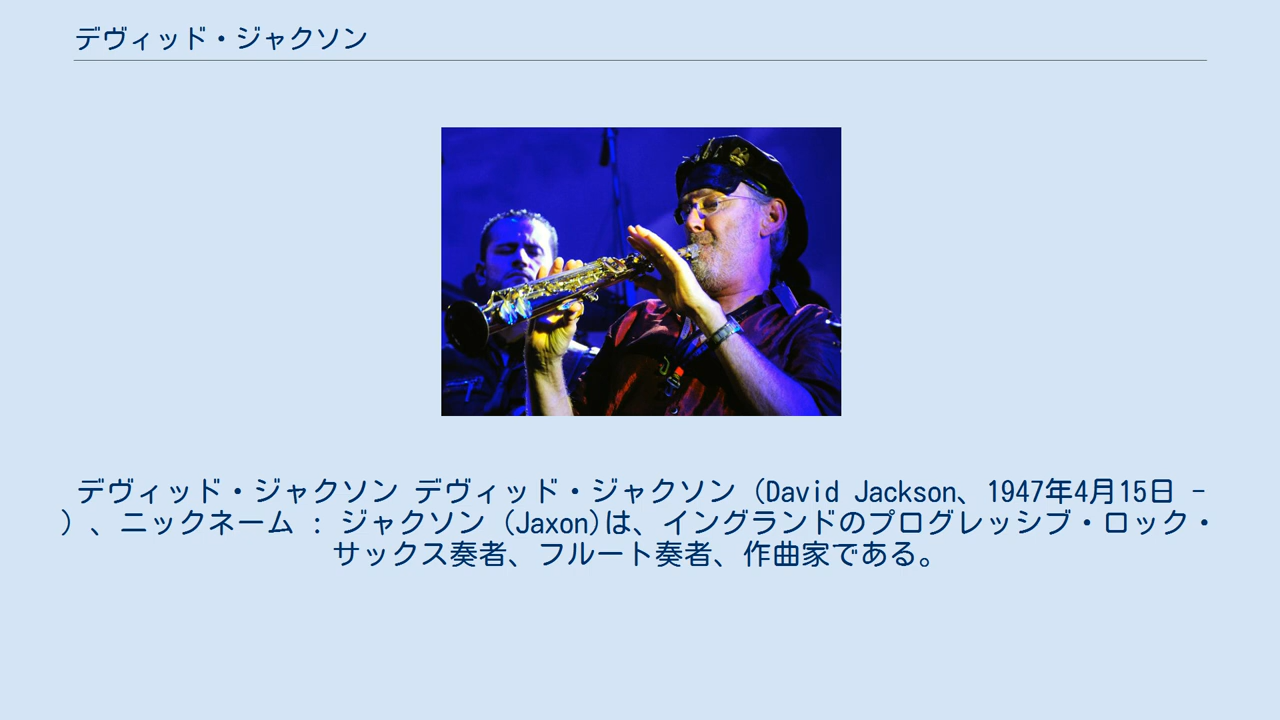 デヴィッド・ジャクソン
デヴィッド・ジャクソン デヴィッド・ジャクソン (David Jackson、1947年4月15日 -
) 、ニックネーム : ジャクソン (Jaxon)は、イングランドのプログレッシブ・ロック・
サックス奏者、フルート奏者、作曲家である。